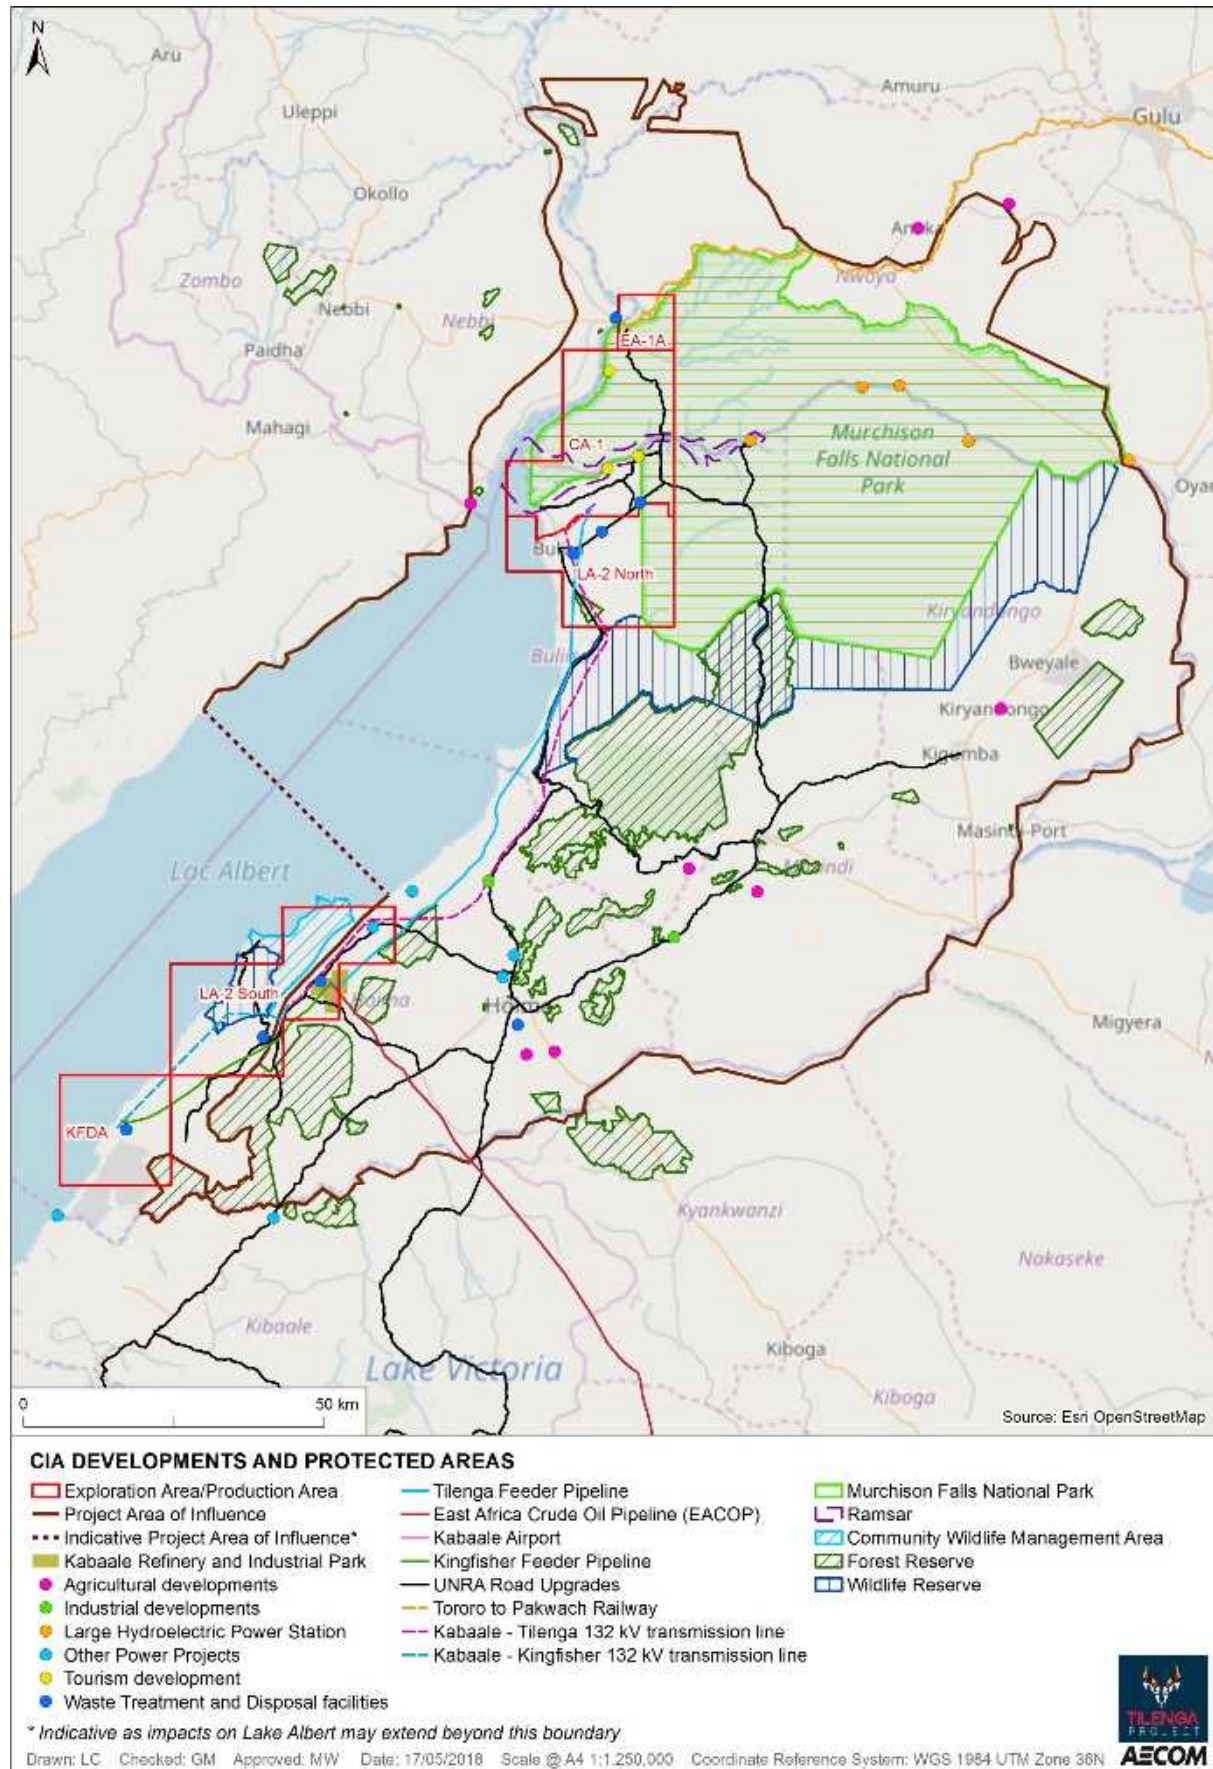 N
Aru
Amuru
Uleppi
Gulu
Okollo
Zombo
Nwoya
Nebbi
Nebbi
EA-1A
Paidha
Mahagi
CA-1
Murchison
Falls National
Park
Oyar
LA-2 North
Kiryandongo
Bweyale
Kiryandongo
Kigumba
Masindi-Port
Lac Albert
LA-2 South
Hoima
Hoima
Migyera
KFDA
Kyankwanzi
Nakaseke
Kibaale
Kiboga
Lake Victoria
Kiboga
0 50 km
Source: Esri OpenStreetMap
CIA DEVELOPMENTS AND PROTECTED AREAS
Exploration Area/Production Area
Project Area of Influence
Indicative Project Area of Influence*
Kabaale Refinery and Industrial Park
Agricultural developments
Industrial developments
Large Hydroelectric Power Station
Other Power Projects
Tourism development
Waste Treatment and Disposal facilities
Tilenga Feeder Pipeline
East Africa Crude Oil Pipeline (EACOP)
Kabaale Airport
Kingfisher Feeder Pipeline
UNRA Road Upgrades
Tororo to Pakwach Railway
Kabaale - Tilenga 132 kV transmission line
Kabaale - Kingfisher 132 kV transmission line
Murchison Falls National Park
Ramsar
Community Wildlife Management Area
Forest Reserve
Wildlife Reserve
* Indicative as impacts on Lake Albert may extend beyond this boundary
Drawn: LC Checked: GM Approved: MW Date: 17/05/2018 Scale @ A4 1:1,250,000 Coordinate Reference System: WGS 1984 UTM Zone 36N
TILENGA
PROJECT
AECOM